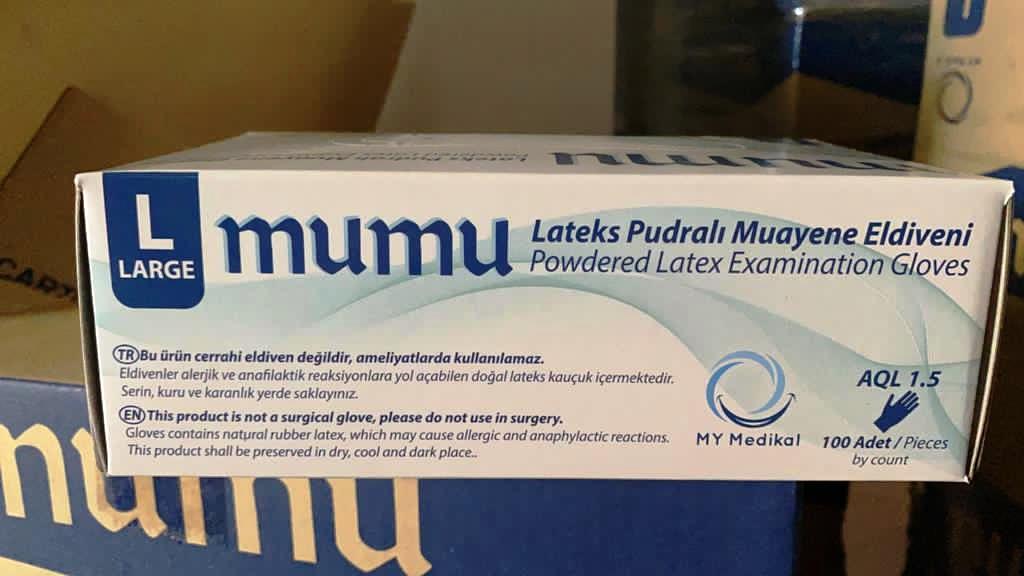 mumu
L
LARGE
mumu
Lateks Pudralı Muayene Eldiveni
Powdered Latex Examination Gloves
TR Bu ürün cerrahi eldiven değildir, ameliyatlarda kullanılamaz.
Eldivenler alerjik ve anafilaktik reaksiyonlara yol açabilen doğal lateks kauçuk içermektedir.
Serin, kuru ve karanlık yerde saklayınız.
EN This product is not a surgical glove, please do not use in surgery.
Gloves contains natural rubber latex, which may cause allergic and anaphylactic reactions.
This product shall be preserved in dry, cool and dark place..
MY Medikal
AQL 1.5
100 Adet / Pieces
by count
mumu